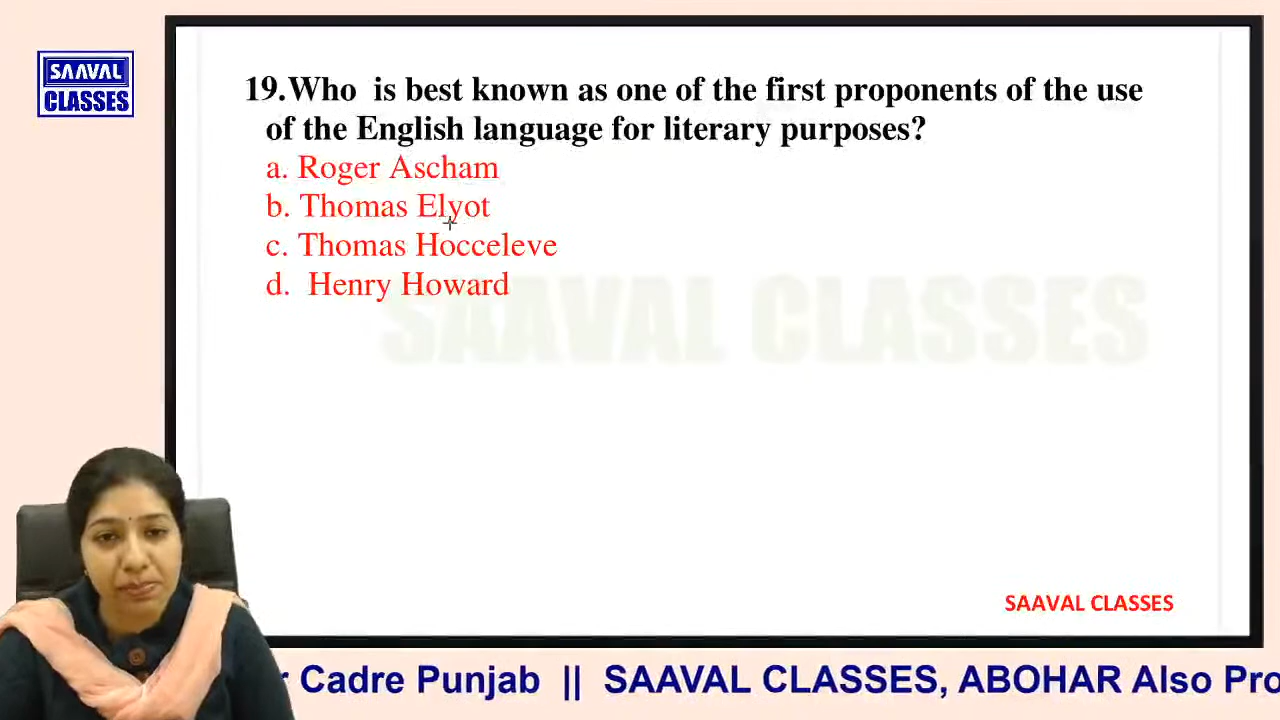 SAAVAL
CLASSES
19.Who is best known as one of the first proponents of the use
of the English language for literary purposes?
a. Roger Ascham
b. Thomas Elyot
c. Thomas Hocceleve
d. Henry Howard
SAAVAL CLASSES
SAAVAL CLASSES
r Cadre Punjab || SAAVAL CLASSES, ABOHAR Also Pro